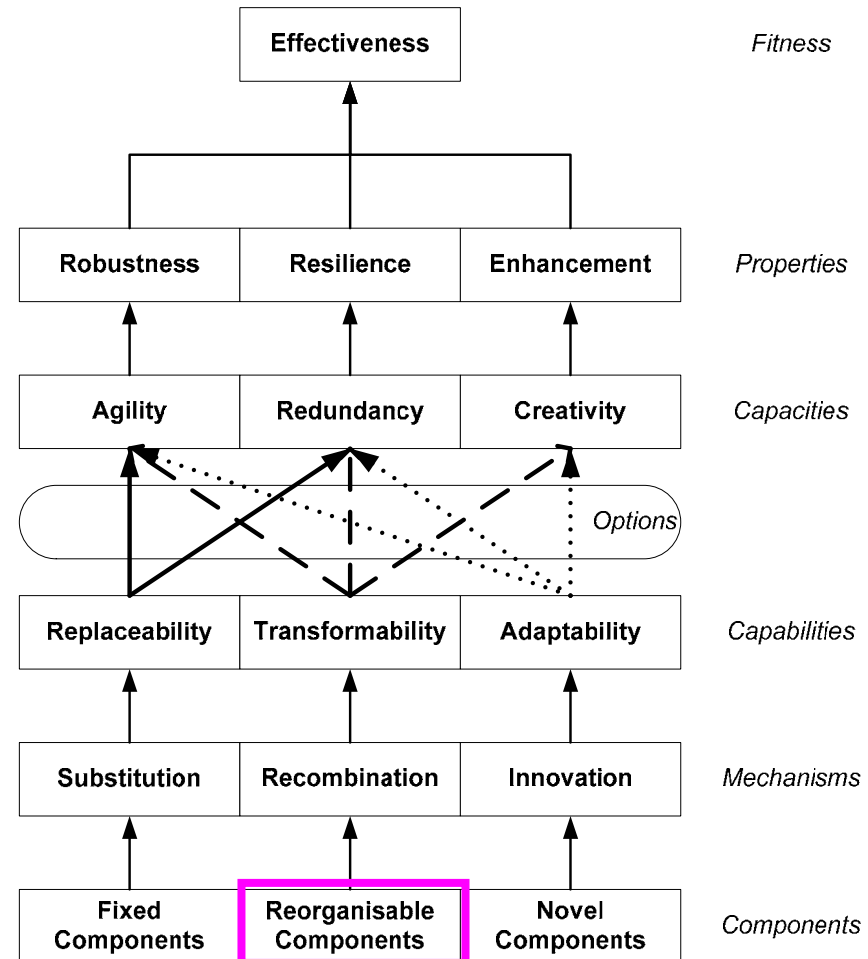 Effectiveness
Fitness
Robustness
Resilience
Enhancement
Properties
Agility
Redundancy
Creativity
Capacities
Options
Replaceability
Transformability
Adaptability
Capabilities
Substitution
Recombination
Innovation
Mechanisms
Fixed
Components
Reorganisable
Components
Novel
Components
Components